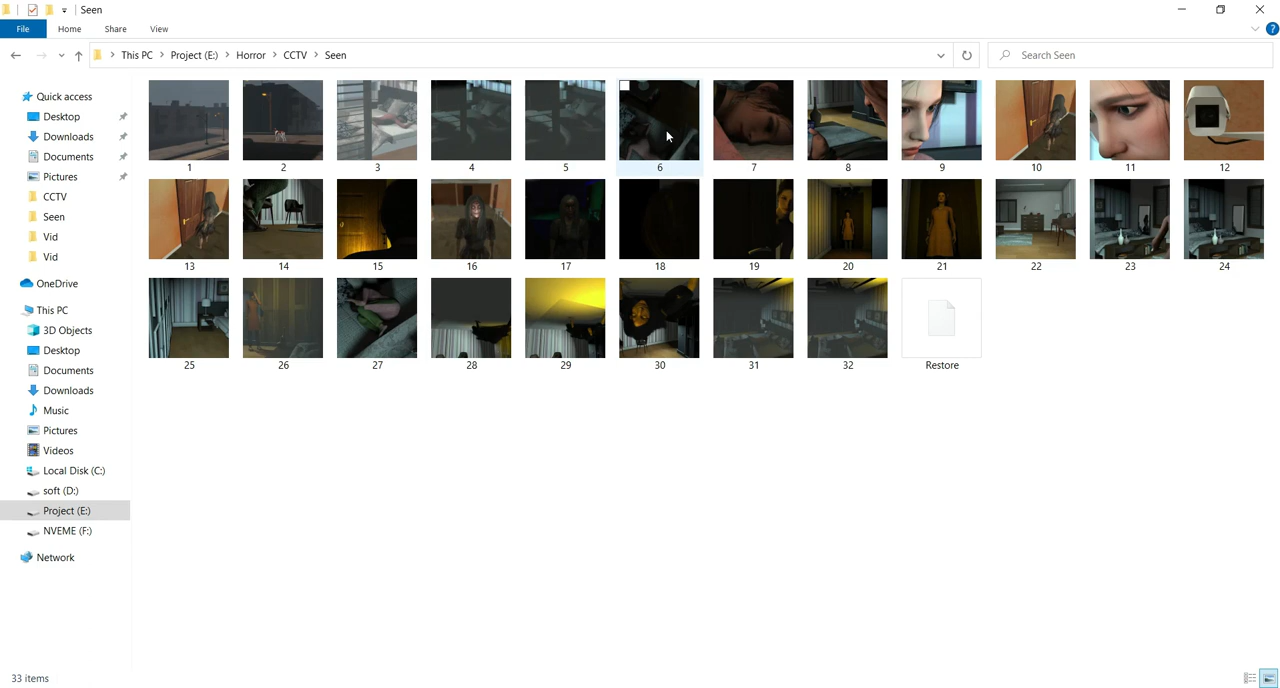 Seen
File Home Share View
This PC Project (E:) Horror CCTV Seen
Search Seen
Quick access
Desktop
Downloads
Documents
Pictures
CCTV
Seen
Vid
Vid
OneDrive
This PC
3D Objects
Desktop
Documents
Downloads
Music
Pictures
Videos
Local Disk (C:)
soft (D:)
Project (E:)
NVEME (F:)
Network
1 2 3 4 5 6 7 8 9 10 11 12
13 14 15 16 17 18 19 20 21 22 23 24
25 26 27 28 29 30 31 32 Restore
33 items